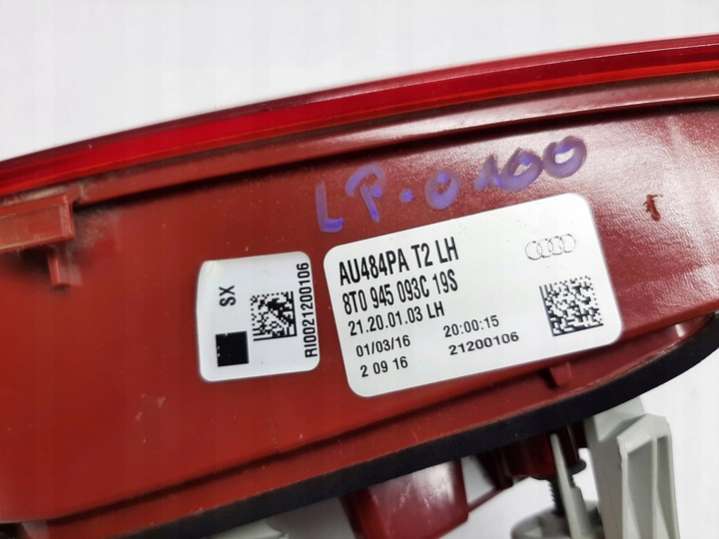 LP.0100
SX
RI0021200106
AU484PA T2 LH
8T0 945 093C 19S
21.20.01.03 LH
01/03/16 20:00:15
2 09 16 21200106